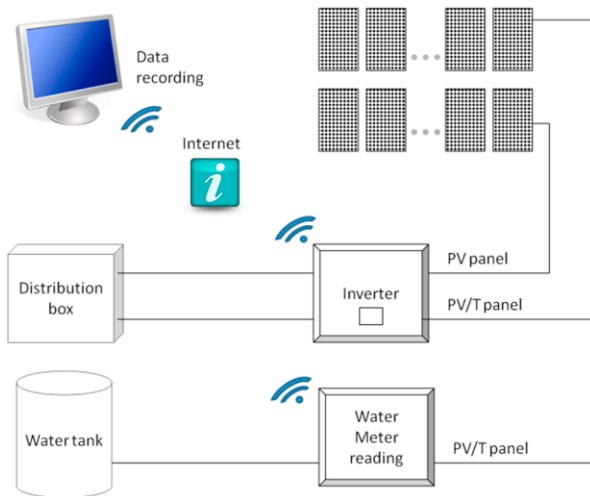 Data
recording
Internet
i
PV panel
Distribution
box
Inverter
PV/T panel
Water tank
Water
Meter
reading
PV/T panel